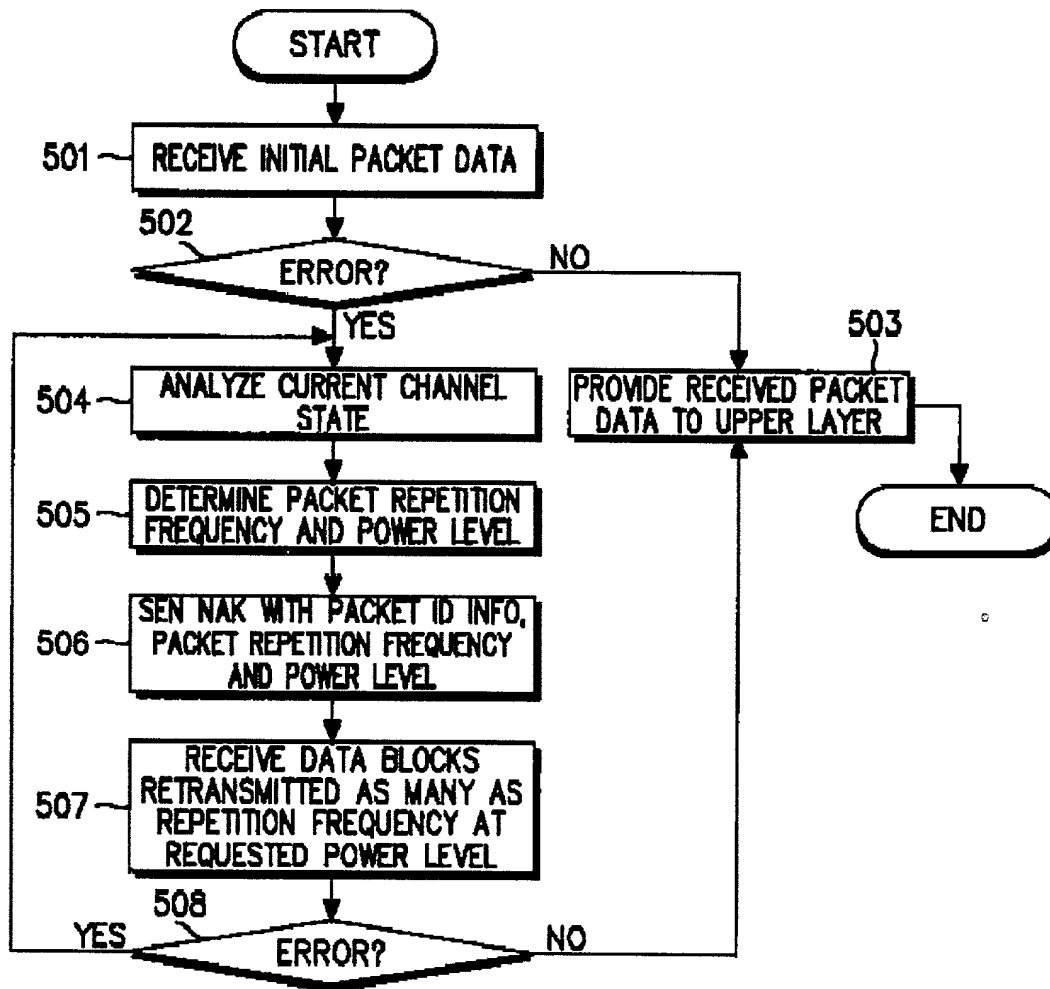 START
501
RECEIVE INITIAL PACKET DATA
502
ERROR?
NO
YES
503
504
ANALYZE CURRENT CHANNEL
STATE
PROVIDE RECEIVED PACKET
DATA TO UPPER LAYER
505
DETERMINE PACKET REPETITION
FREQUENCY AND POWER LEVEL
END
506
SEN NAK WITH PACKET ID INFO,
PACKET REPETITION FREQUENCY
AND POWER LEVEL
507
RECEIVE DATA BLOCKS
RETRANSMITTED AS MANY AS
REPETITION FREQUENCY AT
REQUESTED POWER LEVEL
508
YES
ERROR?
NO